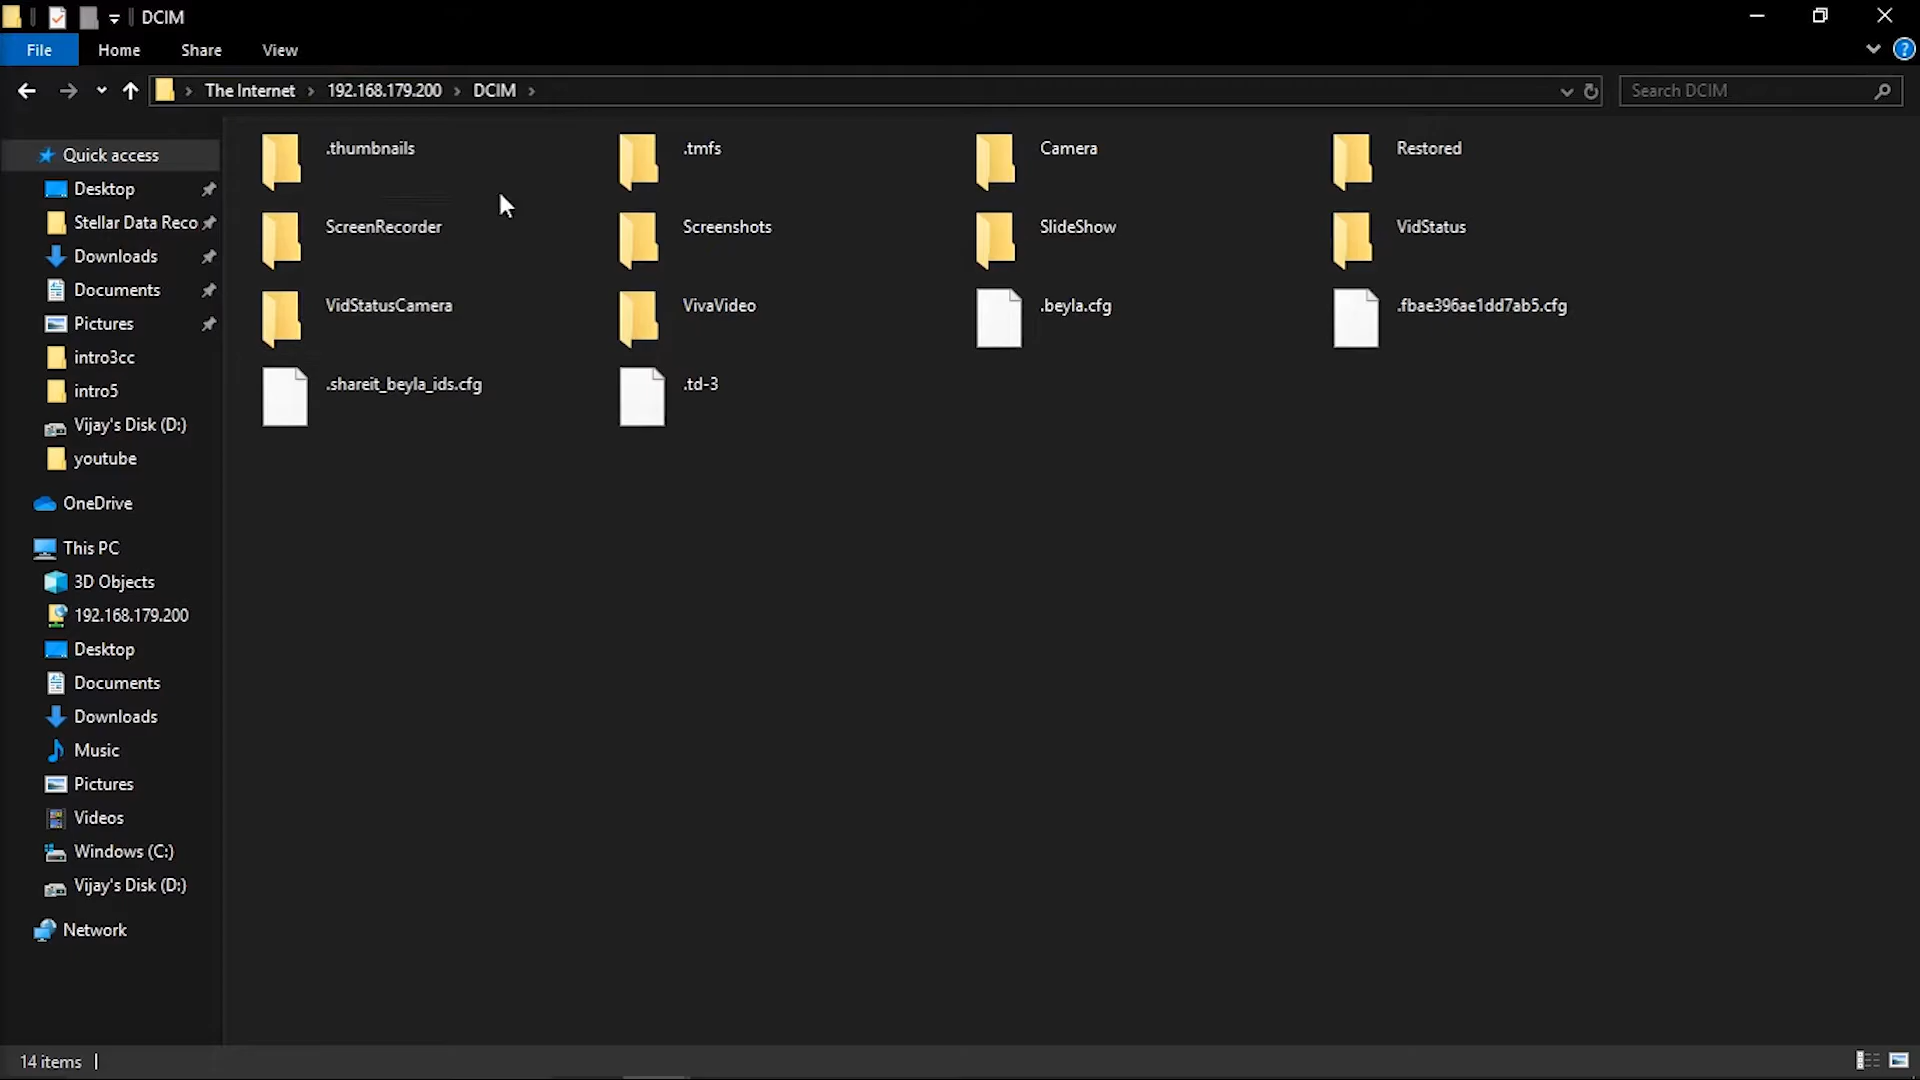 DCIM
File Home Share View
The Internet 192.168.179.200 DCIM Search DCIM
Quick access
Desktop
Stellar Data Reco
Downloads
Documents
Pictures
intro3cc
intro5
Vijay's Disk (D:)
youtube
OneDrive
This PC
3D Objects
192.168.179.200
Desktop
Documents
Downloads
Music
Pictures
Videos
Windows (C:)
Vijay's Disk (D:)
Network
.thumbnails .tmfs Camera Restored
ScreenRecorder Screenshots SlideShow VidStatus
VidStatusCamera VivaVideo .beyla.cfg .fbae396ae1dd7ab5.cfg
.shareit_beyla_ids.cfg .td-3
14 items